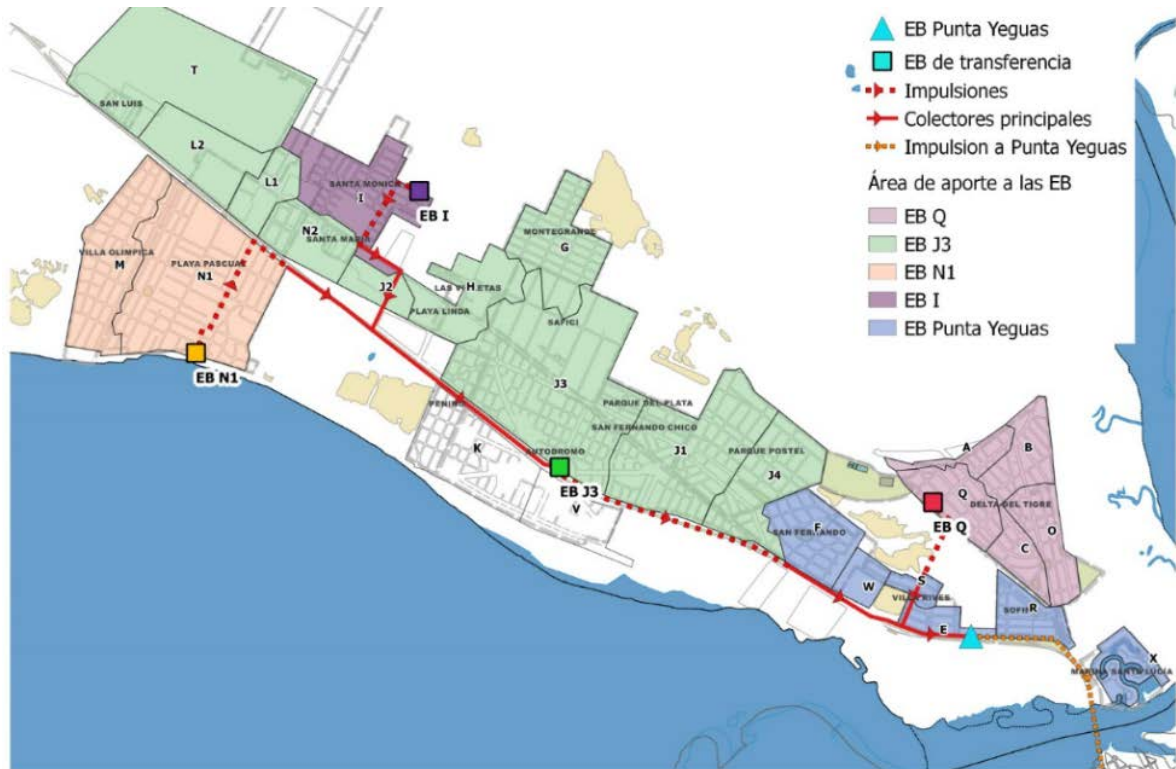 EB Punta Yeguas
EB de transferencia
Impulsiones
Colectores principales
Impulsion a Punta Yeguas
Área de aporte a las EB
EB Q
EB J3
EB N1
EB I
EB Punta Yeguas
T
SAN LUIS
L2
L1
SANTA MONICA
I
EB I
N2
SANTA MARIA
MONTEGRANDE
G
VILLA OLIMPICA
M
PLAYA PASCUAL
N1
J2
H
PLAYA LINDA
SAFICI
EB N1
J3
PARQUE DEL PLATA
SAN FERNANDO CHICO
K
AUTODROMO
J1
PARQUE POSTEL
J4
A
B
EB J3
V
Q
DELTA DEL TIGRE
EB Q
O
F
SAN FERNANDO
C
W
S
VILLA RIVES
R
E
X
MARINA SANTA LUCIA